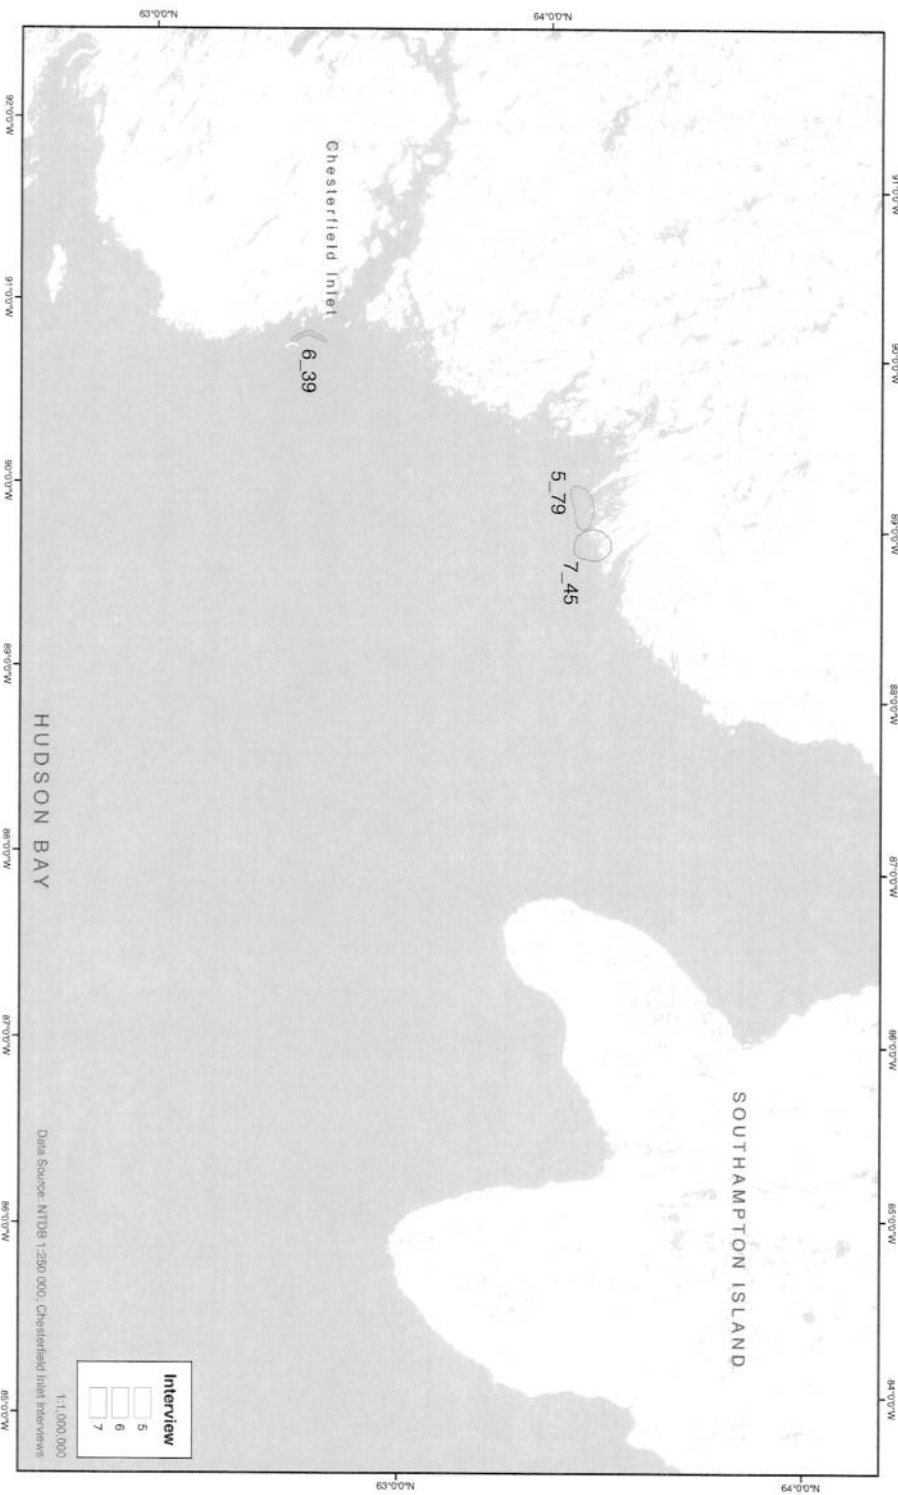 63°0'0"N
64°0'0"N
92°0'0"W
91°0'0"W
90°0'0"W
89°0'0"W
88°0'0"W
87°0'0"W
86°0'0"W
85°0'0"W
91°0'0"W
90°0'0"W
89°0'0"W
88°0'0"W
87°0'0"W
86°0'0"W
85°0'0"W
84°0'0"W
63°0'0"N
64°0'0"N
Chesterfield Inlet
6_39
5_79
7_45
HUDSON BAY
SOUTHAMPTON ISLAND
Interview
5
6
7
1:1,000,000
Data Source: NTDB 1:250 000; Chesterfield Inlet Interviews